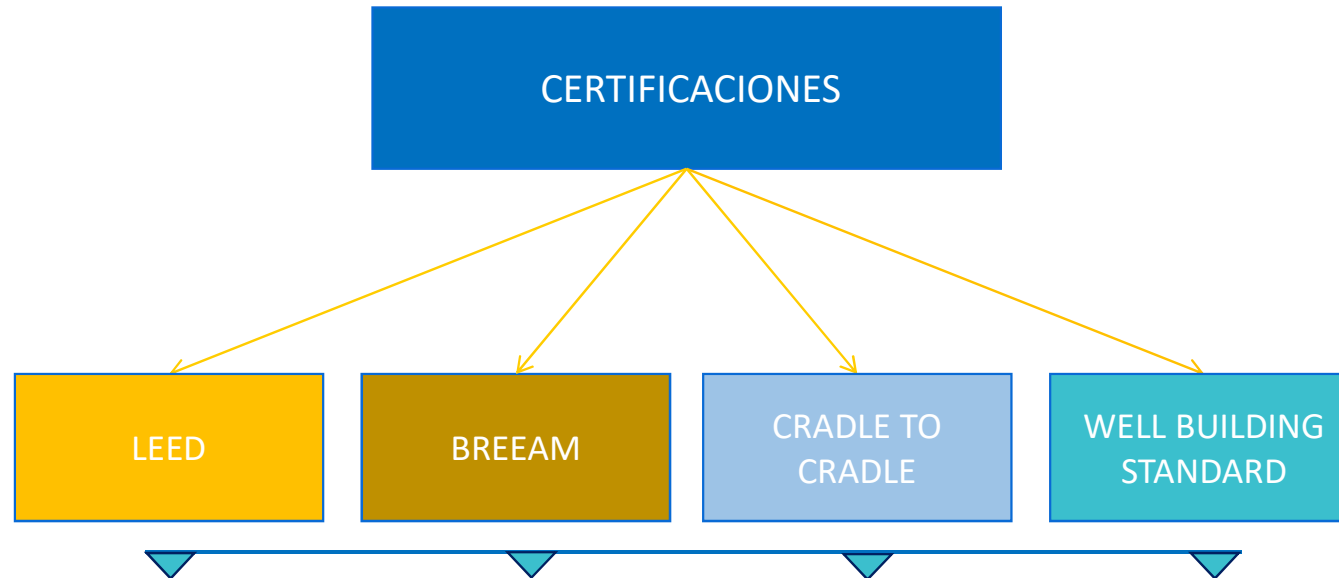 CERTIFICACIONES
LEED
BREEAM
CRADLE TO
CRADLE
WELL BUILDING
STANDARD